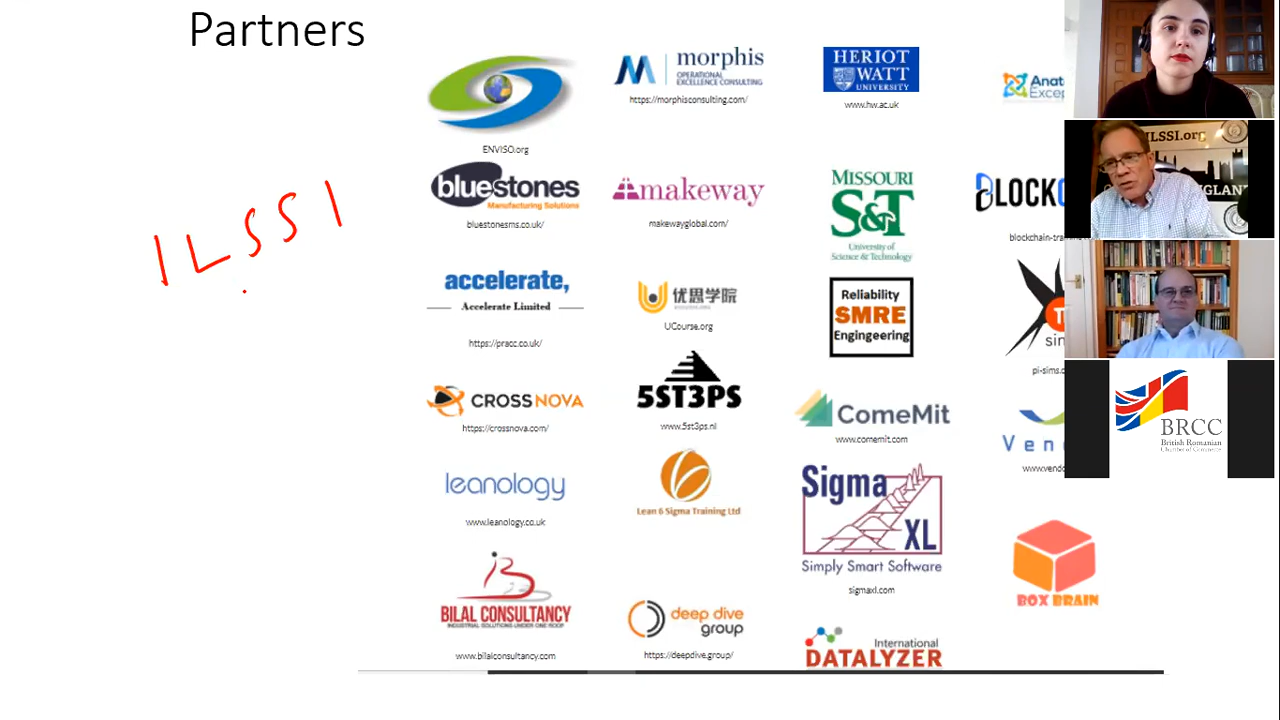 Partners
ILSSI
ENVISO.org
morphis
OPERATIONAL
EXCELLENCE CONSULTING
https://morphisconsulting.com/
HERIOT
WATT
UNIVERSITY
www.hw.ac.uk
bluestones
Manufacturing Solutions
bluestonesms.co.uk/
makeway
makewayglobal.com/
MISSOURI
S&T
University of
Science & Technology
accelerate,
Accelerate Limited
https://pracc.co.uk/
优思学院
UCourse.org
Reliability
SMRE
Engingeering
CROSSNOVA
https://crossnova.com/
5ST3PS
www.5st3ps.nl
ComeMit
www.comemit.com
leanology
www.leanology.co.uk
Lean 6 Sigma Training Ltd
Sigma
XL
Simply Smart Software
sigmaxl.com
BILAL CONSULTANCY
INDUSTRIAL SOLUTIONS UNDER ONE ROOF
www.bilalconsultancy.com
deep dive
group
https://deepdive.group/
International
DATALYZER
BOX BRAIN
ILSSI.org
BRCC
British Romanian
Chamber of Commerce